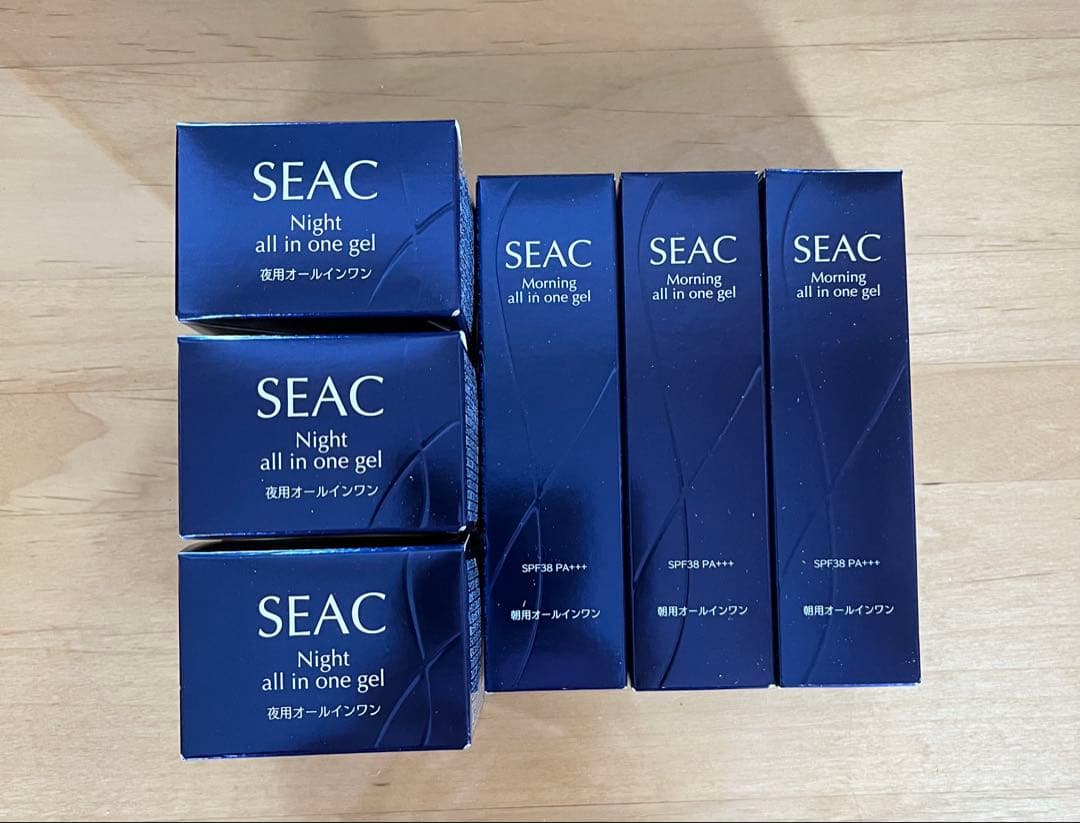 SEAC
Night
all in one gel
夜用オールインワン
SEAC
Night
all in one gel
夜用オールインワン
SEAC
Night
all in one gel
夜用オールインワン
SEAC
Morning
all in one gel
SPF38 PA+++
朝用オールインワン
SEAC
Morning
all in one gel
SPF38 PA+++
朝用オールインワン
SEAC
Morning
all in one gel
SPF38 PA+++
朝用オールインワン